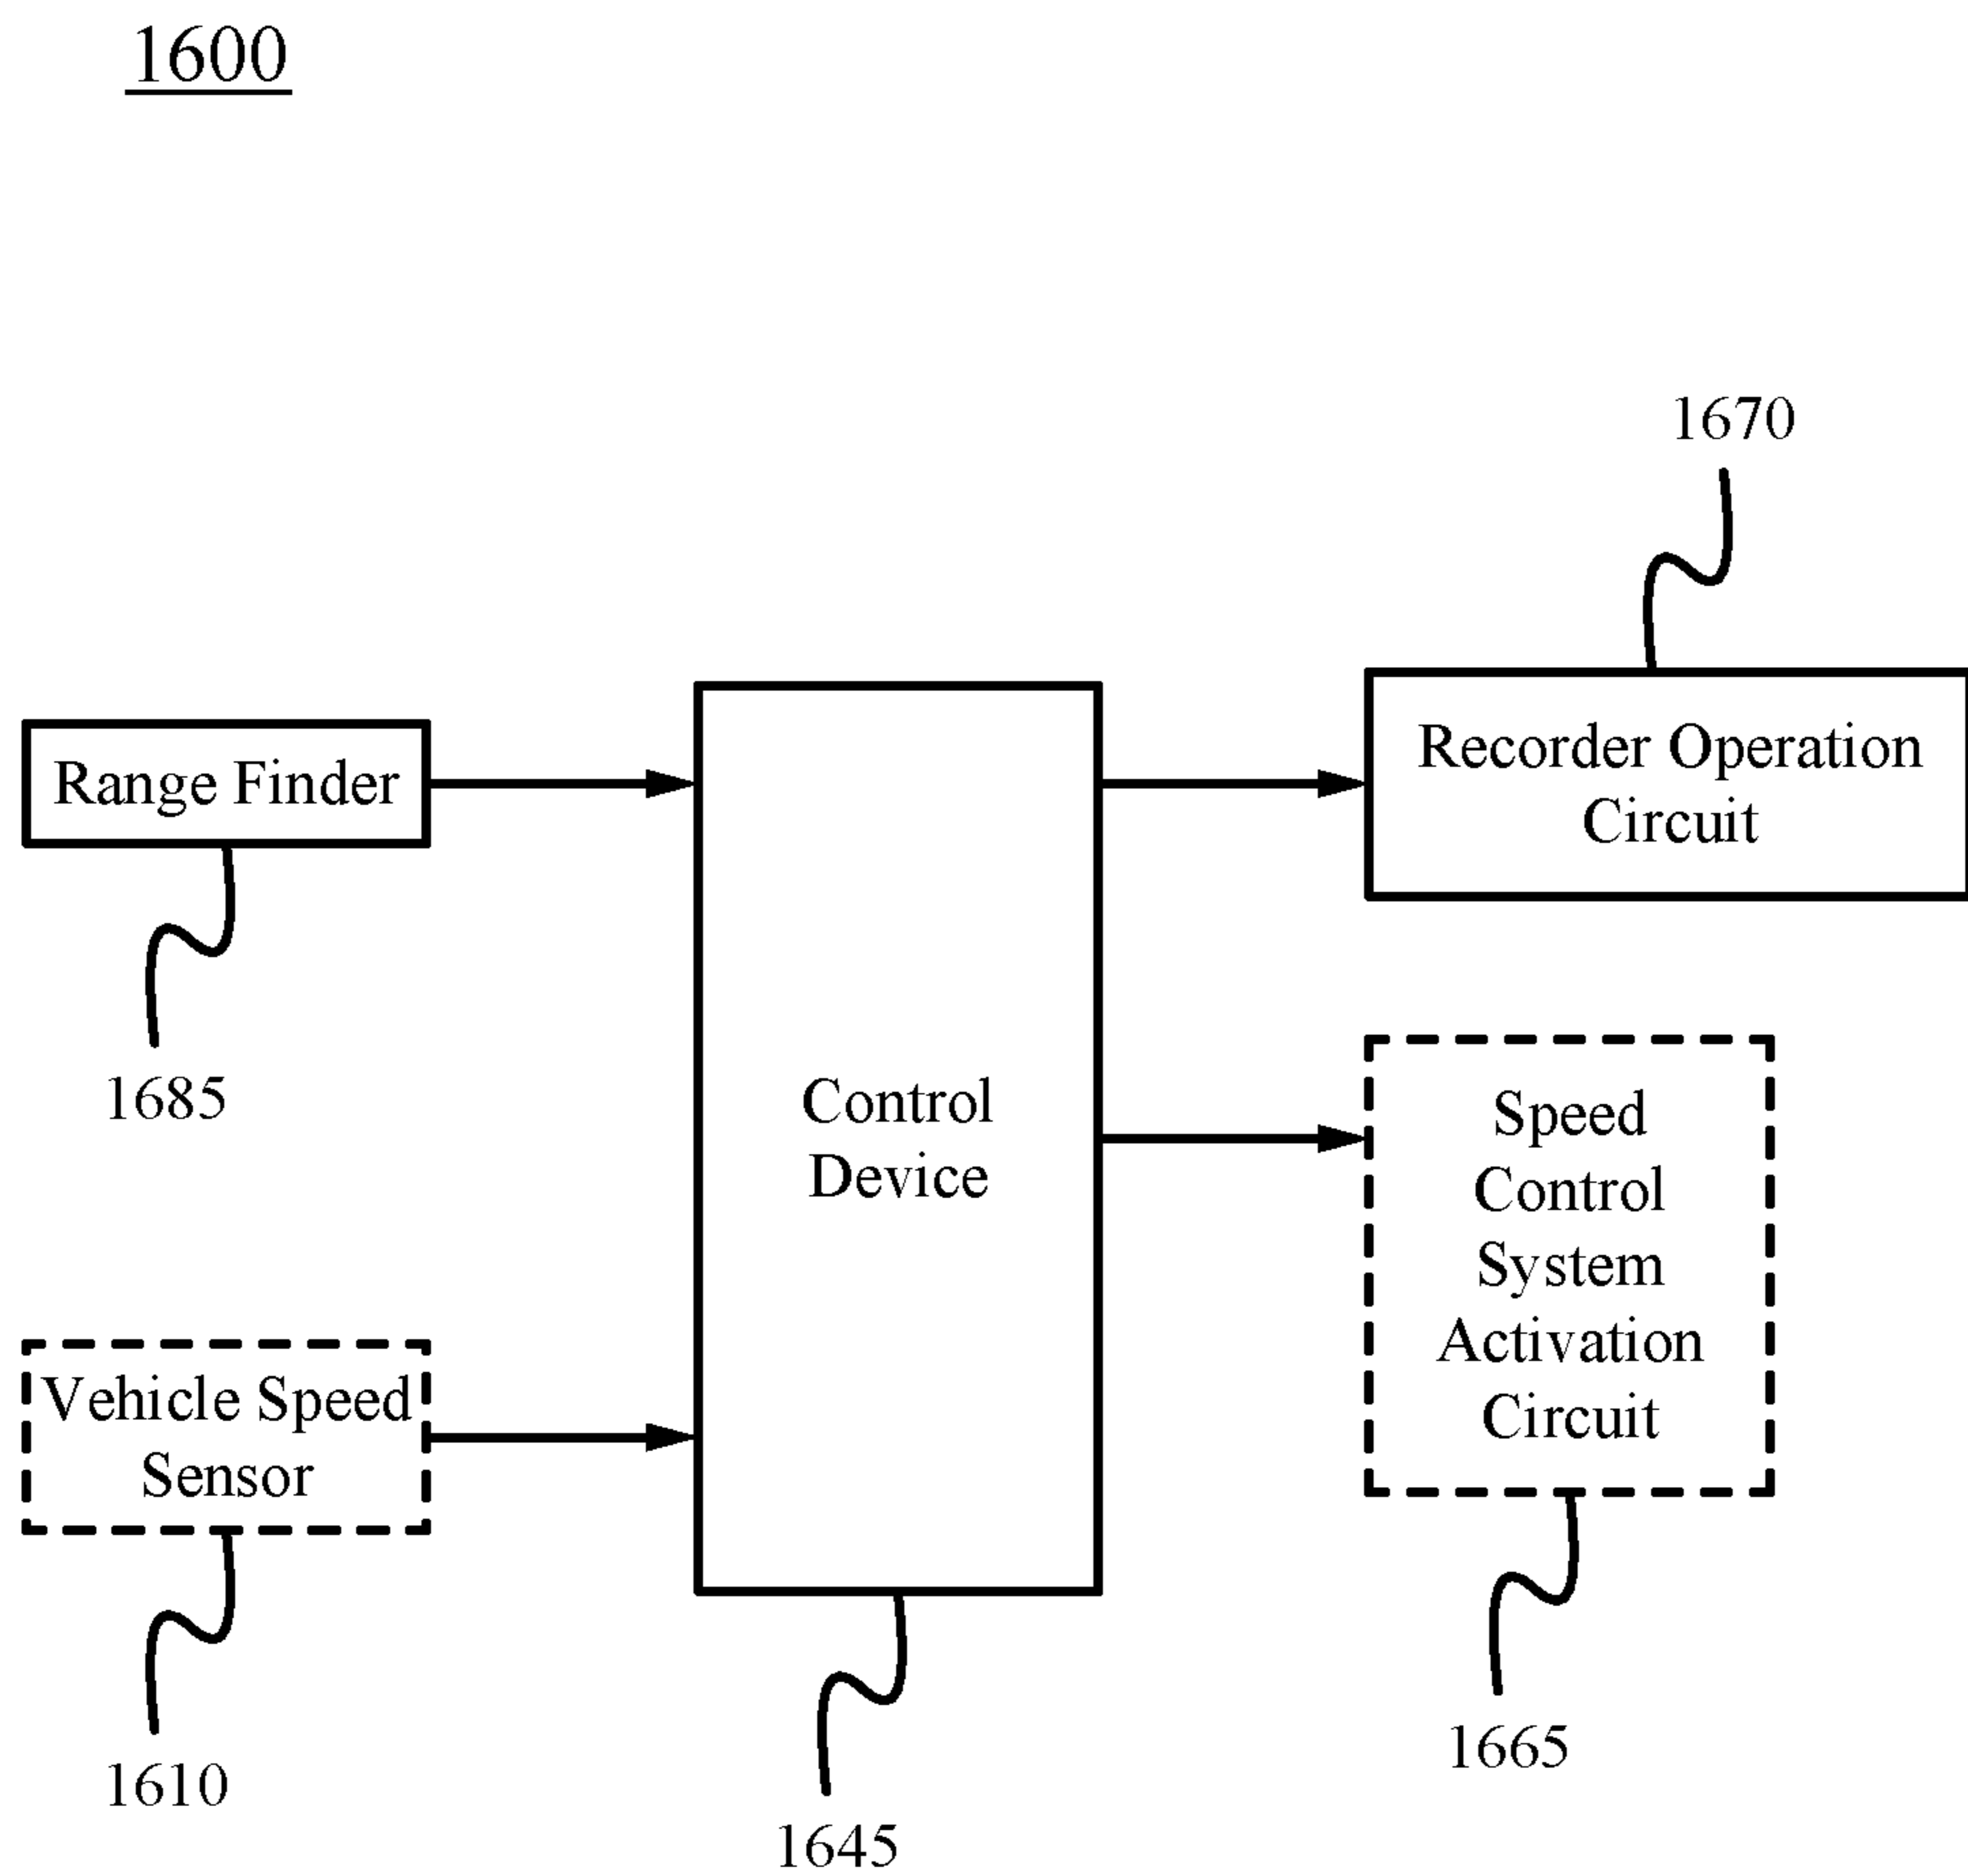 1600
1670
Range Finder
Recorder Operation
Circuit
1685
Control
Device
Speed
Control
System
Activation
Circuit
Vehicle Speed
Sensor
1610
1645
1665